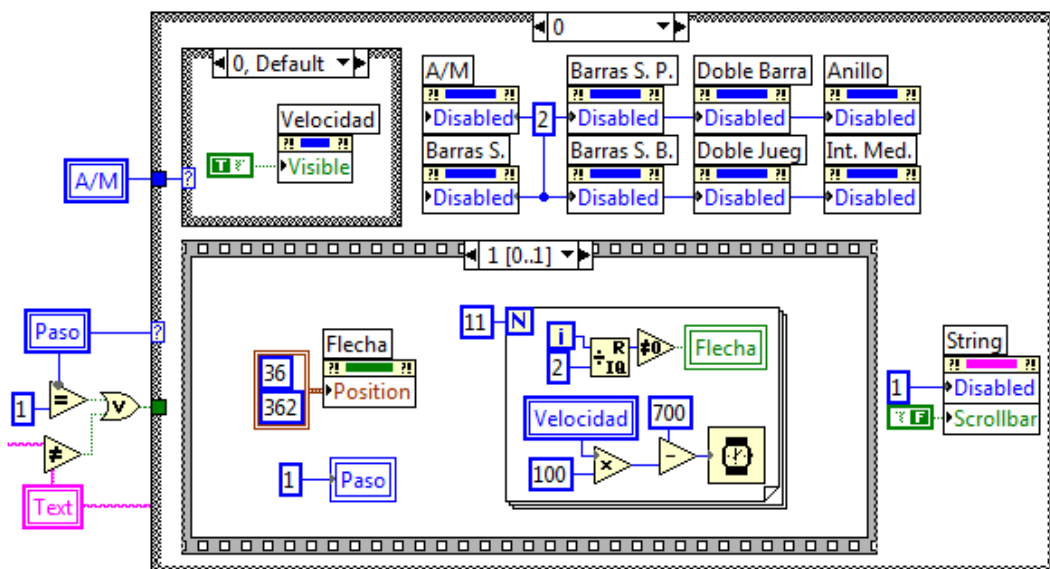 0
0, Default
Velocidad
T F
Visible
A/M
?! ?!
Disabled
2
Barras S. P.
?! ?!
Disabled
Doble Barra
?! ?!
Disabled
Anillo
?! ?!
Disabled
Barras S.
?! ?!
Disabled
Barras S. B.
?! ?!
Disabled
Doble Jueg
?! ?!
Disabled
Int. Med.
?! ?!
Disabled
A/M
?
1 [0..1]
Paso
?
1
=
V
≠
Text
Flecha
?! ?!
Position
36
362
1
Paso
11
N
i
2
÷ R
IQ
≠0
Flecha
Velocidad
100
×
700
−
String
?! ?!
1
Disabled
F
Scrollbar